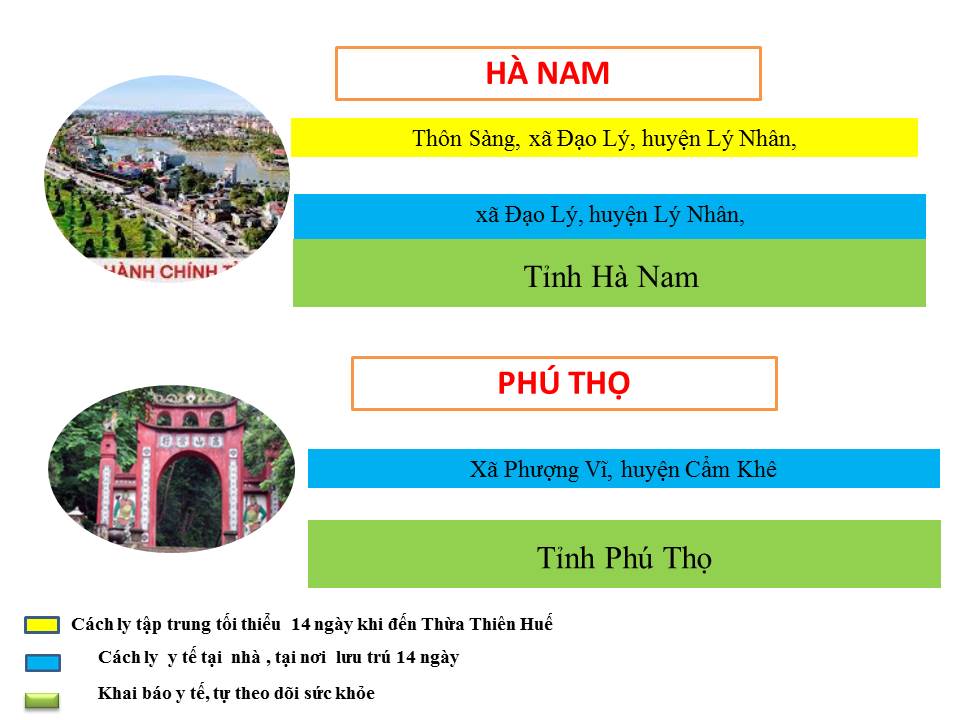 HÀ NAM
Thôn Sàng, xã Đạo Lý, huyện Lý Nhân,
xã Đạo Lý, huyện Lý Nhân,
HÀNH CHÍNH
Tỉnh Hà Nam
PHÚ THỌ
Xã Phượng Vĩ, huyện Cẩm Khê
Tỉnh Phú Thọ
Cách ly tập trung tối thiểu 14 ngày khi đến Thừa Thiên Huế
Cách ly y tế tại nhà , tại nơi lưu trú 14 ngày
Khai báo y tế, tự theo dõi sức khỏe